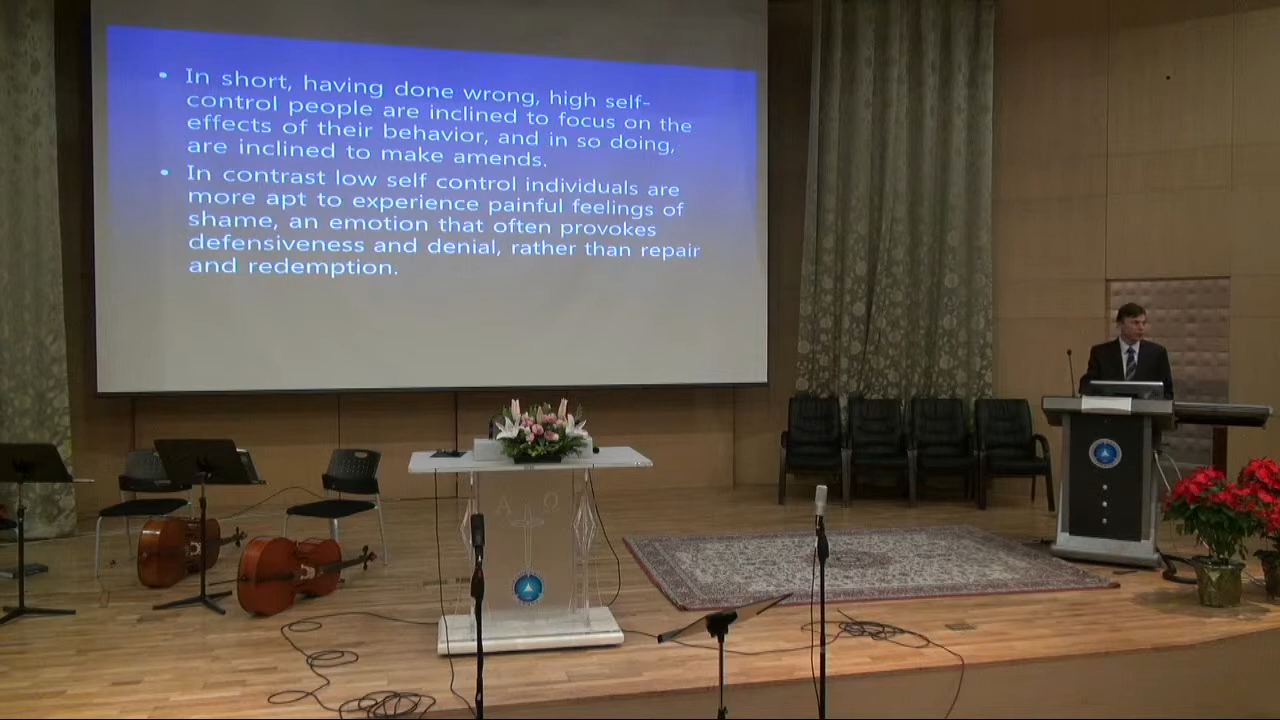 • In short, having done wrong, high self-
control people are inclined to focus on the
effects of their behavior, and in so doing,
are inclined to make amends.
• In contrast low self control individuals are
more apt to experience painful feelings of
shame, an emotion that often provokes
defensiveness and denial, rather than repair
and redemption.
Α Ω